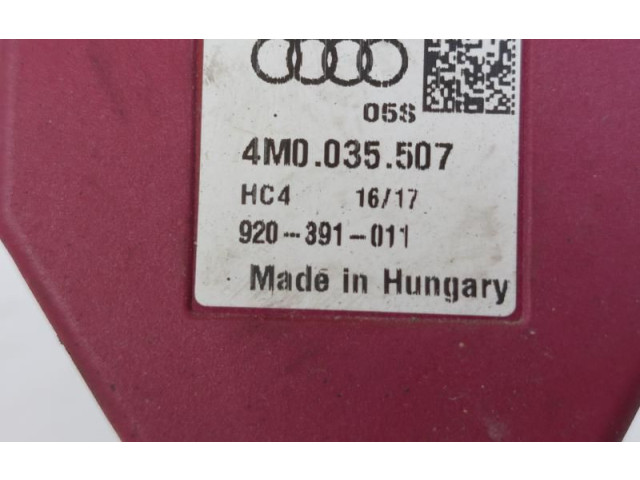 05S
4M0.035.507
HC4 16/17
920-391-011
Made in Hungary